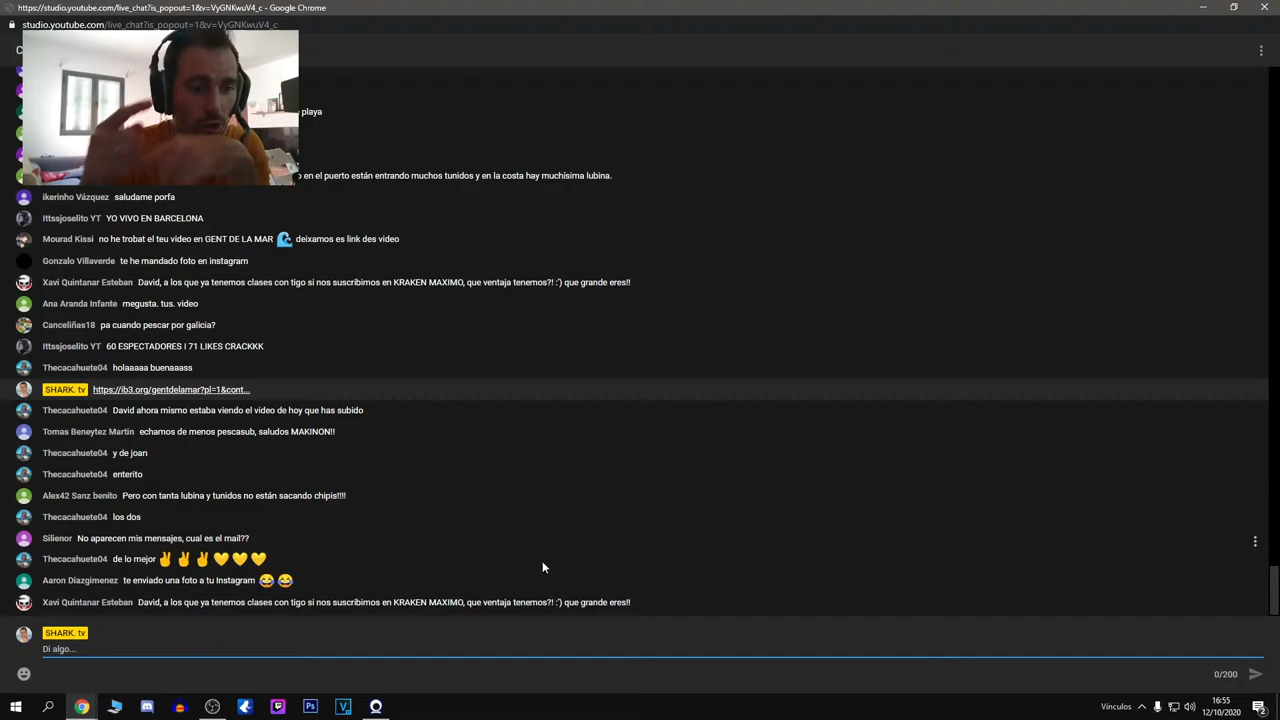 https://studio.youtube.com/live_chat?is_popout=1&v=VyGNKwuV4_c - Google Chrome
studio.youtube.com/live_chat?is_popout=1&v=VyGNKwuV4_c
playa
en el puerto están entrando muchos tunidos y en la costa hay muchísima lubina.
ikerinho Vázquez saludame porfa
Ittssjoselito YT YO VIVO EN BARCELONA
Mourad Kissi no he trobat el teu video en GENT DE LA MAR 🌊 deixamos es link des video
Gonzalo Villaverde te he mandado foto en instagram
Xavi Quintanar Esteban David, a los que ya tenemos clases con tigo si nos suscribimos en KRAKEN MAXIMO, que ventaja tenemos?! :') que grande eres!!
Ana Aranda Infante megusta. tus. video
Canceliñas18 pa cuando pescar por galicia?
Ittssjoselito YT 60 ESPECTADORES I 71 LIKES CRACKKK
Thecacahuete04 holaaaaa buenaaass
SHARK. tv https://ib3.org/gentdelamar?pl=1&cont...
Thecacahuete04 David ahora mismo estaba viendo el video de hoy que has subido
Tomas Beneytez Martin echamos de menos pescasub, saludos MAKINON!!
Thecacahuete04 y de joan
Thecacahuete04 enterito
Alex42 Sanz benito Pero con tanta lubina y tunidos no están sacando chipis!!!!
Thecacahuete04 los dos
Silienor No aparecen mis mensajes, cual es el mail??
Thecacahuete04 de lo mejor ✌✌✌💛💛💛
Aaron Diazgimenez te enviado una foto a tu Instagram 😂😂
Xavi Quintanar Esteban David, a los que ya tenemos clases con tigo si nos suscribimos en KRAKEN MAXIMO, que ventaja tenemos?! :') que grande eres!!
SHARK. tv
Di algo...
0/200
Vínculos
16:55
12/10/2020
2